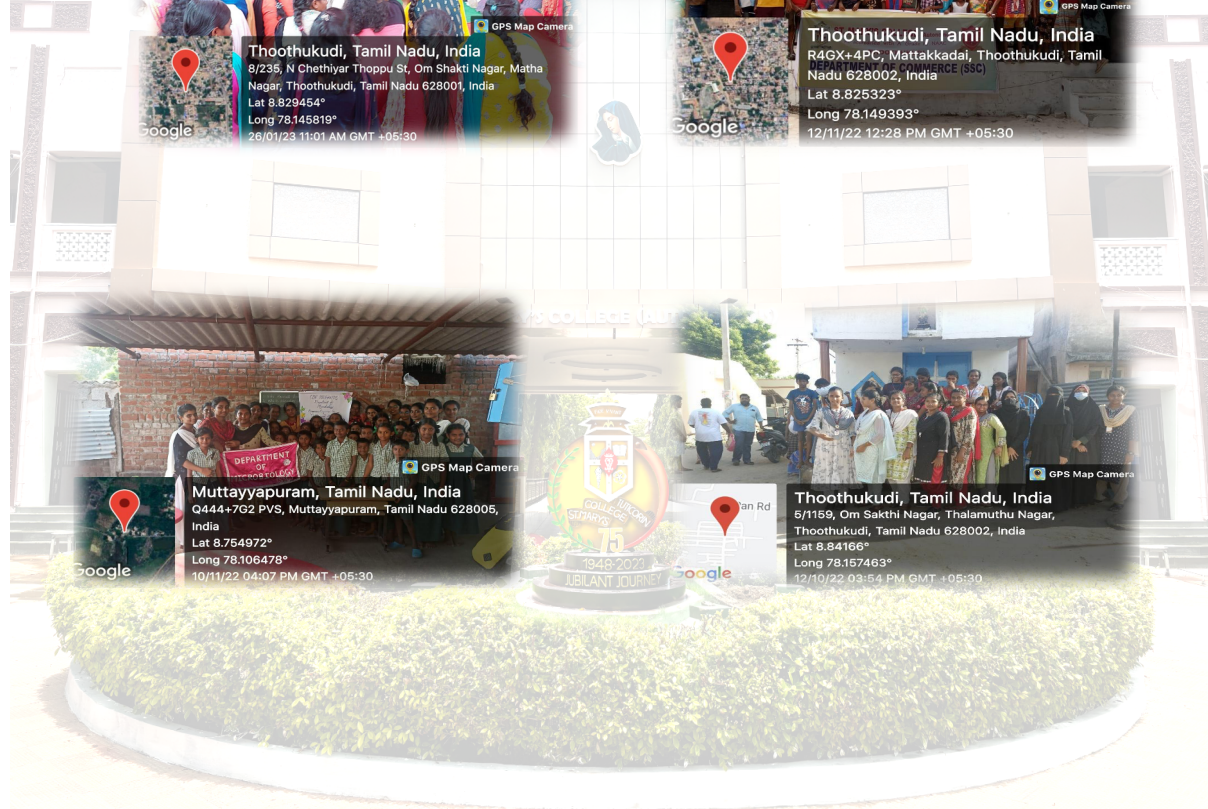 GPS Map Camera
Thoothukudi, Tamil Nadu, India
8/235, N Chethiyar Thoppu St, Om Shakti Nagar, Matha
Nagar, Thoothukudi, Tamil Nadu 628001, India
Lat 8.829454°
Long 78.145819°
26/01/23 11:01 AM GMT +05:30
Google
GPS Map Camera
Thoothukudi, Tamil Nadu, India
R4GX+4PC, Mattakkadai, Thoothukudi, Tamil
Nadu 628002, India
DEPARTMENT OF COMMERCE (SSC)
Lat 8.825323°
Long 78.149393°
12/11/22 12:28 PM GMT +05:30
Google
COLLEGE
DEPARTMENT
OF
GPS Map Camera
Muttayyapuram, Tamil Nadu, India
Q444+7G2 PVS, Muttayyapuram, Tamil Nadu 628005,
India
Lat 8.754972°
Long 78.106478°
10/11/22 04:07 PM GMT +05:30
Google
ST.MARY'S
COLLEGE
75
1948-2023
JUBILANT JOURNEY
GPS Map Camera
Thoothukudi, Tamil Nadu, India
5/1159, Om Sakthi Nagar, Thalamuthu Nagar,
Thoothukudi, Tamil Nadu 628002, India
Lat 8.84166°
Long 78.157463°
12/10/22 03:54 PM GMT +05:30
an Rd
Google